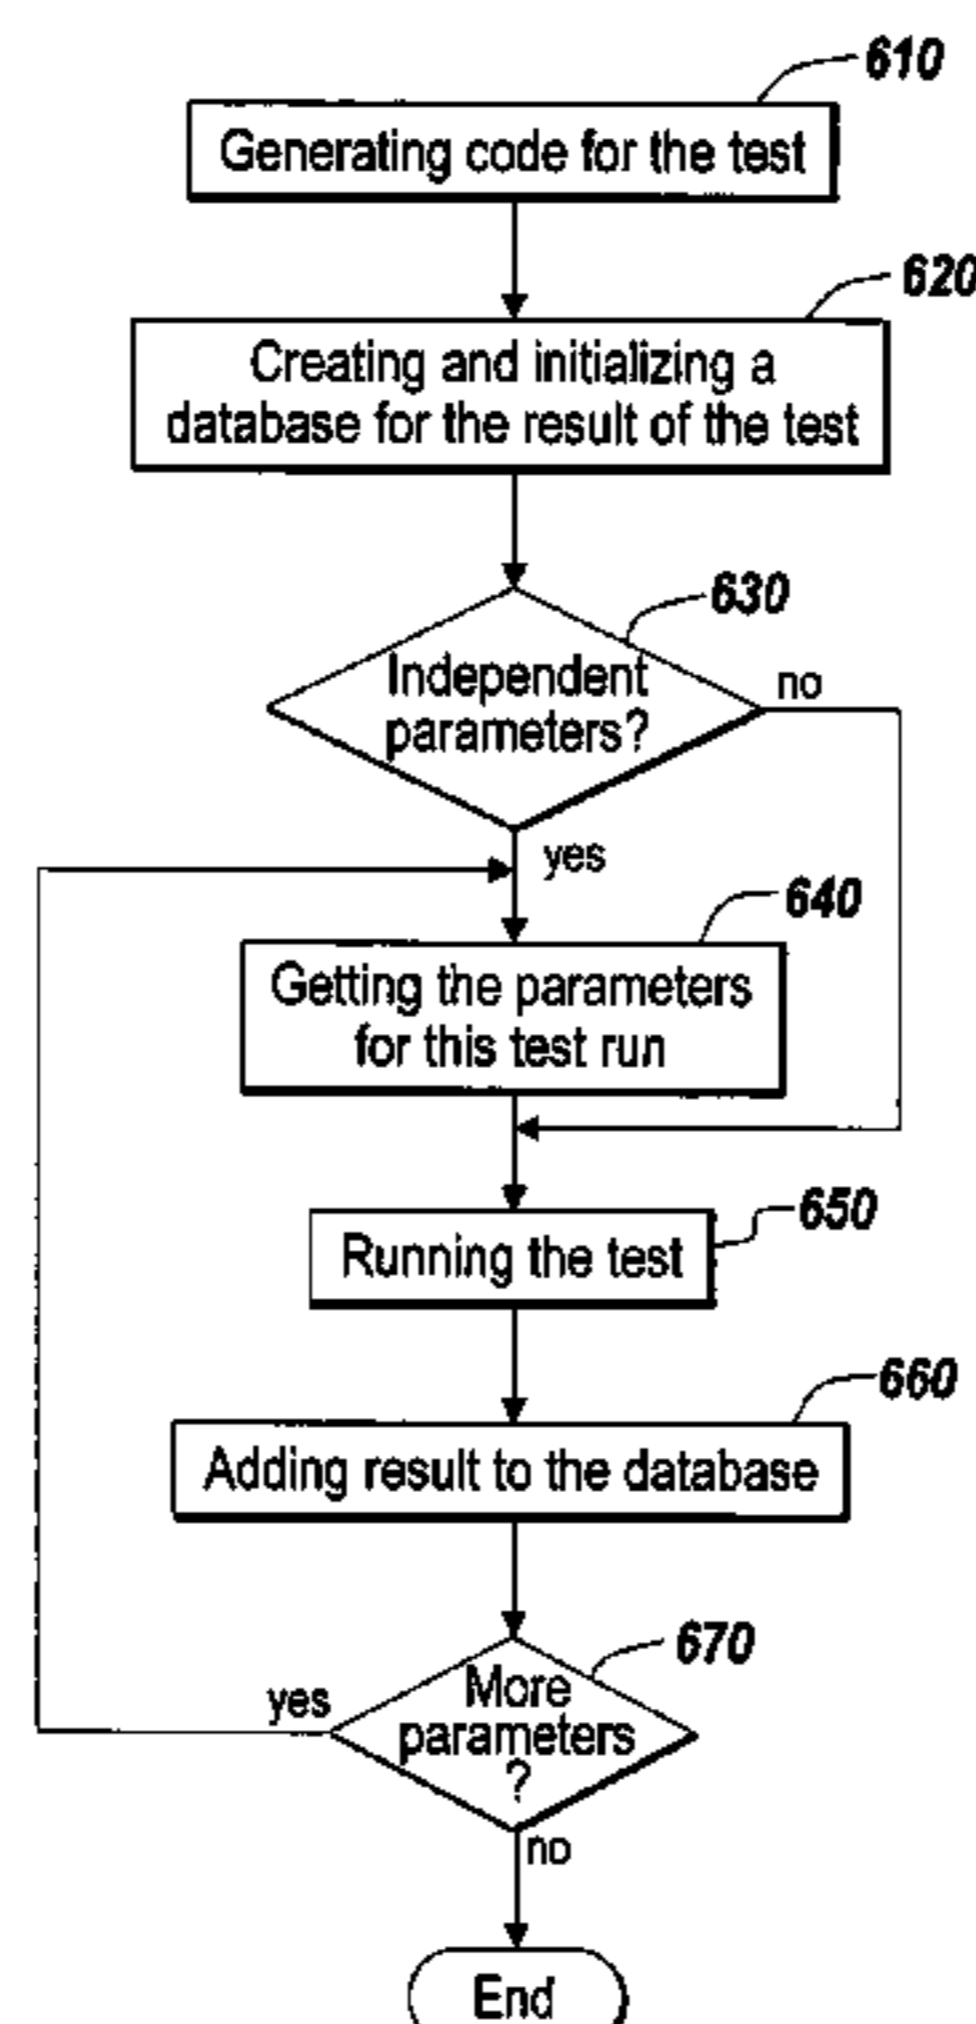 610
Generating code for the test
620
Creating and initializing a
database for the result of the test
630
Independent
parameters?
no
yes
640
Getting the parameters
for this test run
650
Running the test
660
Adding result to the database
670
More
parameters
?
yes
no
End